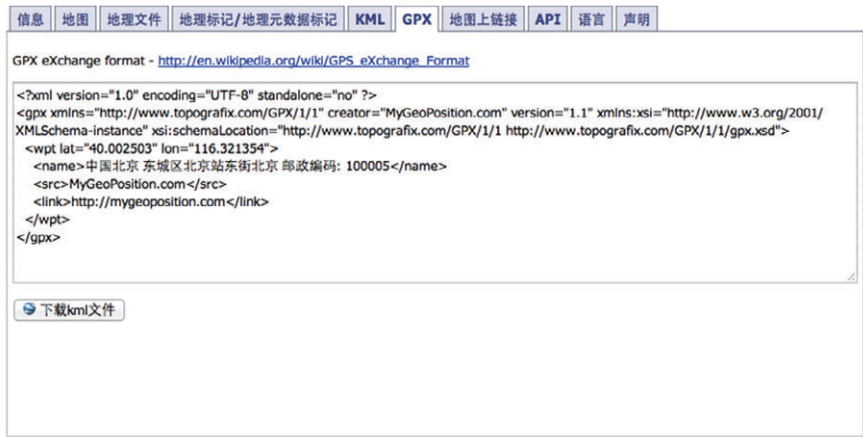 信息 地图 地理文件 地理标记/地理元数据标记 KML GPX 地图上链接 API 语言 声明
GPX eXchange format - http://en.wikipedia.org/wiki/GPS_eXchange_Format
<?xml version="1.0" encoding="UTF-8" standalone="no" ?>
<gpx xmlns="http://www.topografix.com/GPX/1/1" creator="MyGeoPosition.com" version="1.1" xmlns:xsi="http://www.w3.org/2001/
XMLSchema-instance" xsi:schemaLocation="http://www.topografix.com/GPX/1/1 http://www.topografix.com/GPX/1/1/gpx.xsd">
<wpt lat="40.002503" lon="116.321354">
<name>中国北京 东城区北京站东街北京 邮政编码: 100005</name>
<src>MyGeoPosition.com</src>
<link>http://mygeoposition.com</link>
</wpt>
</gpx>
下载kml文件